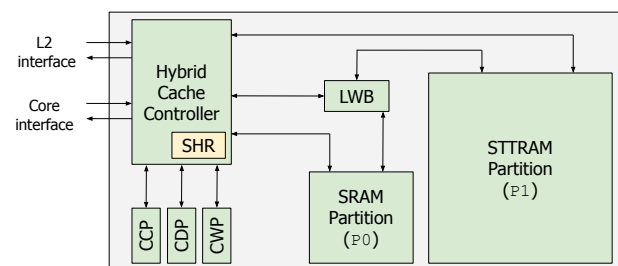 L2
interface
Core
interface
Hybrid
Cache
Controller
SHR
CCP
CDP
CWP
LWB
SRAM
Partition
(P0)
STTRAM
Partition
(P1)